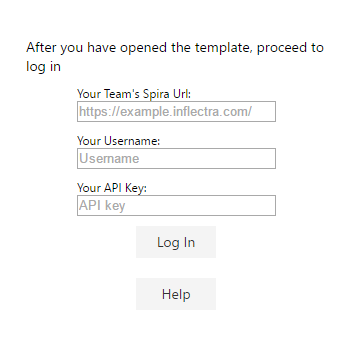 After you have opened the template, proceed to
log in
Your Team's Spira Url:
https://example.inflectra.com/
Your Username:
Username
Your API Key:
API key
Log In
Help